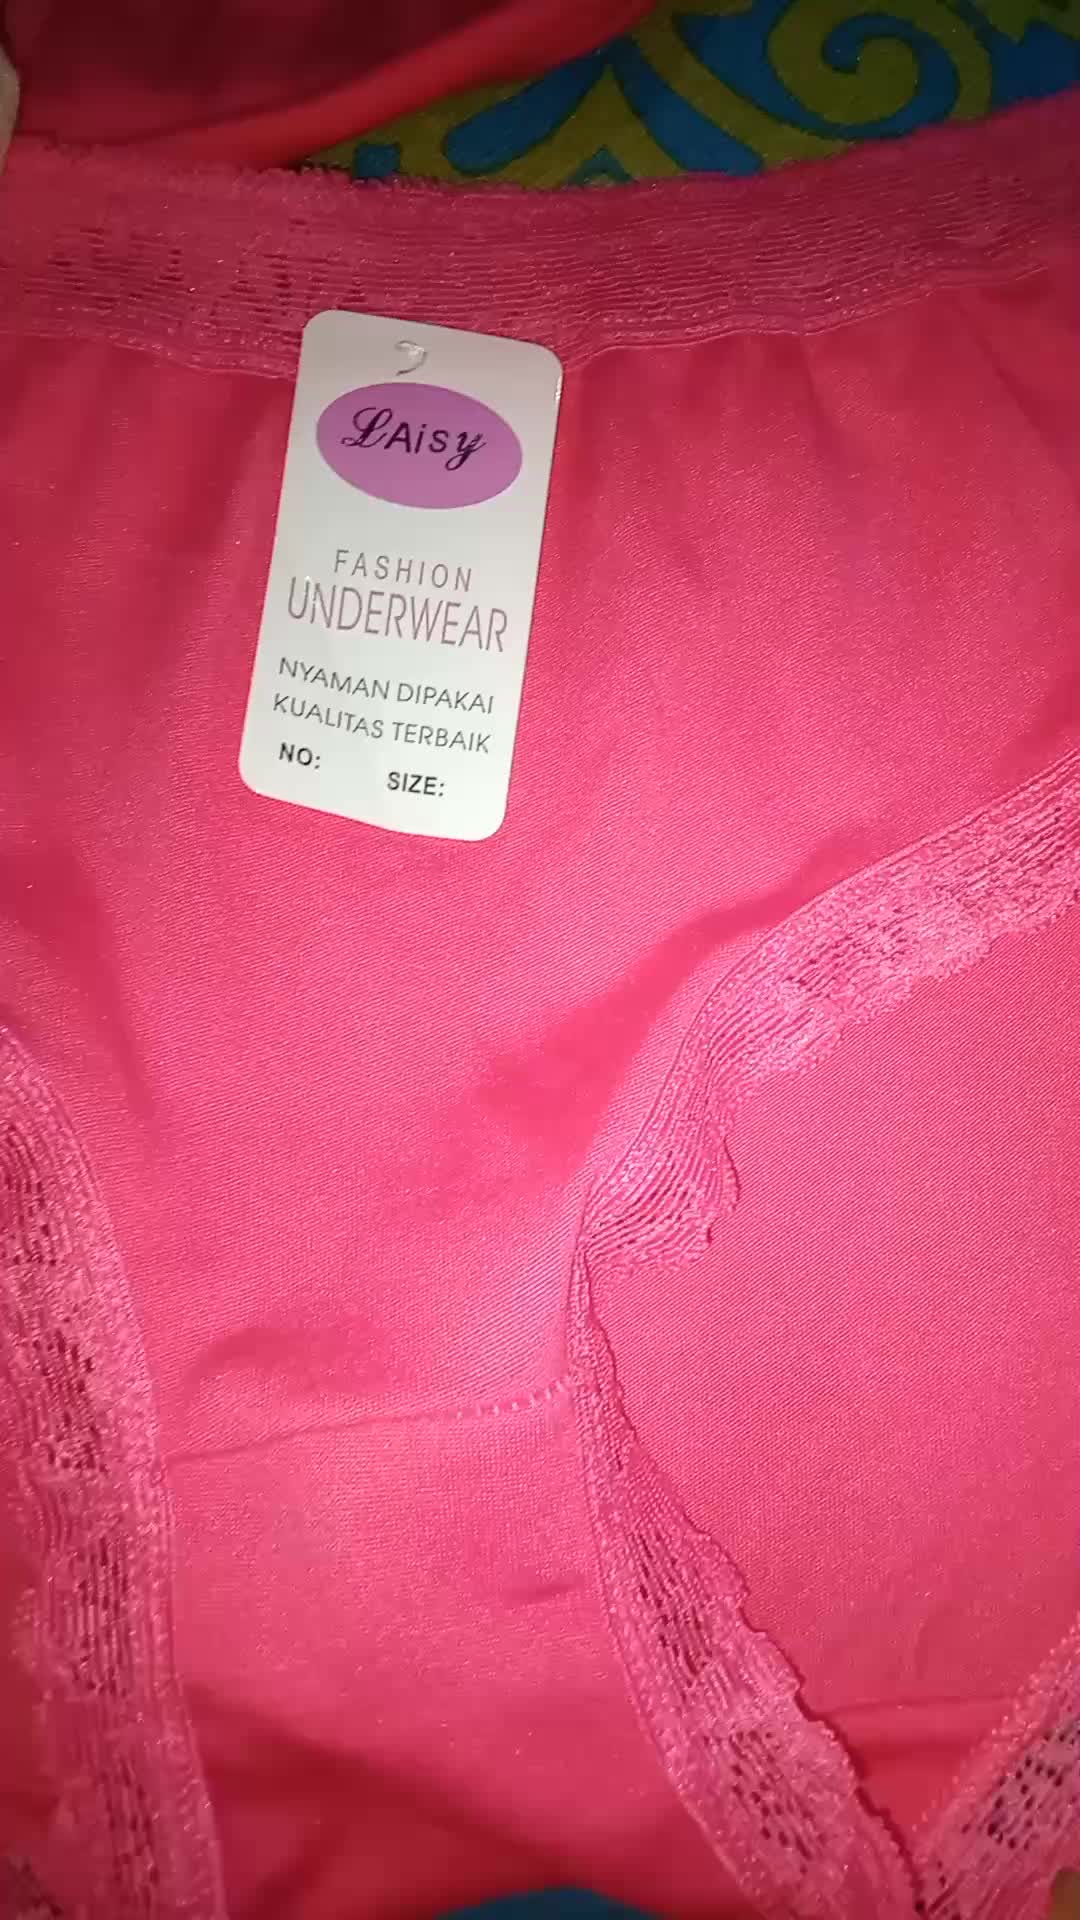 LAisy
FASHION
UNDERWEAR
NYAMAN DIPAKAI
KUALITAS TERBAIK
NO: SIZE: